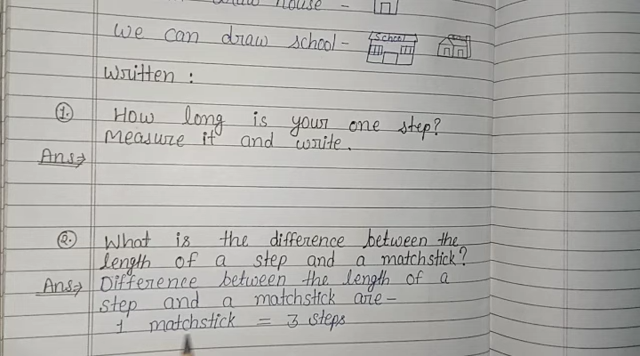 house -
we can draw school -
School
Written :
1. How long is your one step?
Measure it and write.
Ans→
2. What is the difference between the
length of a step and a matchstick?
Ans→ Difference between the length of a
step and a matchstick are-
1 matchstick = 3 steps